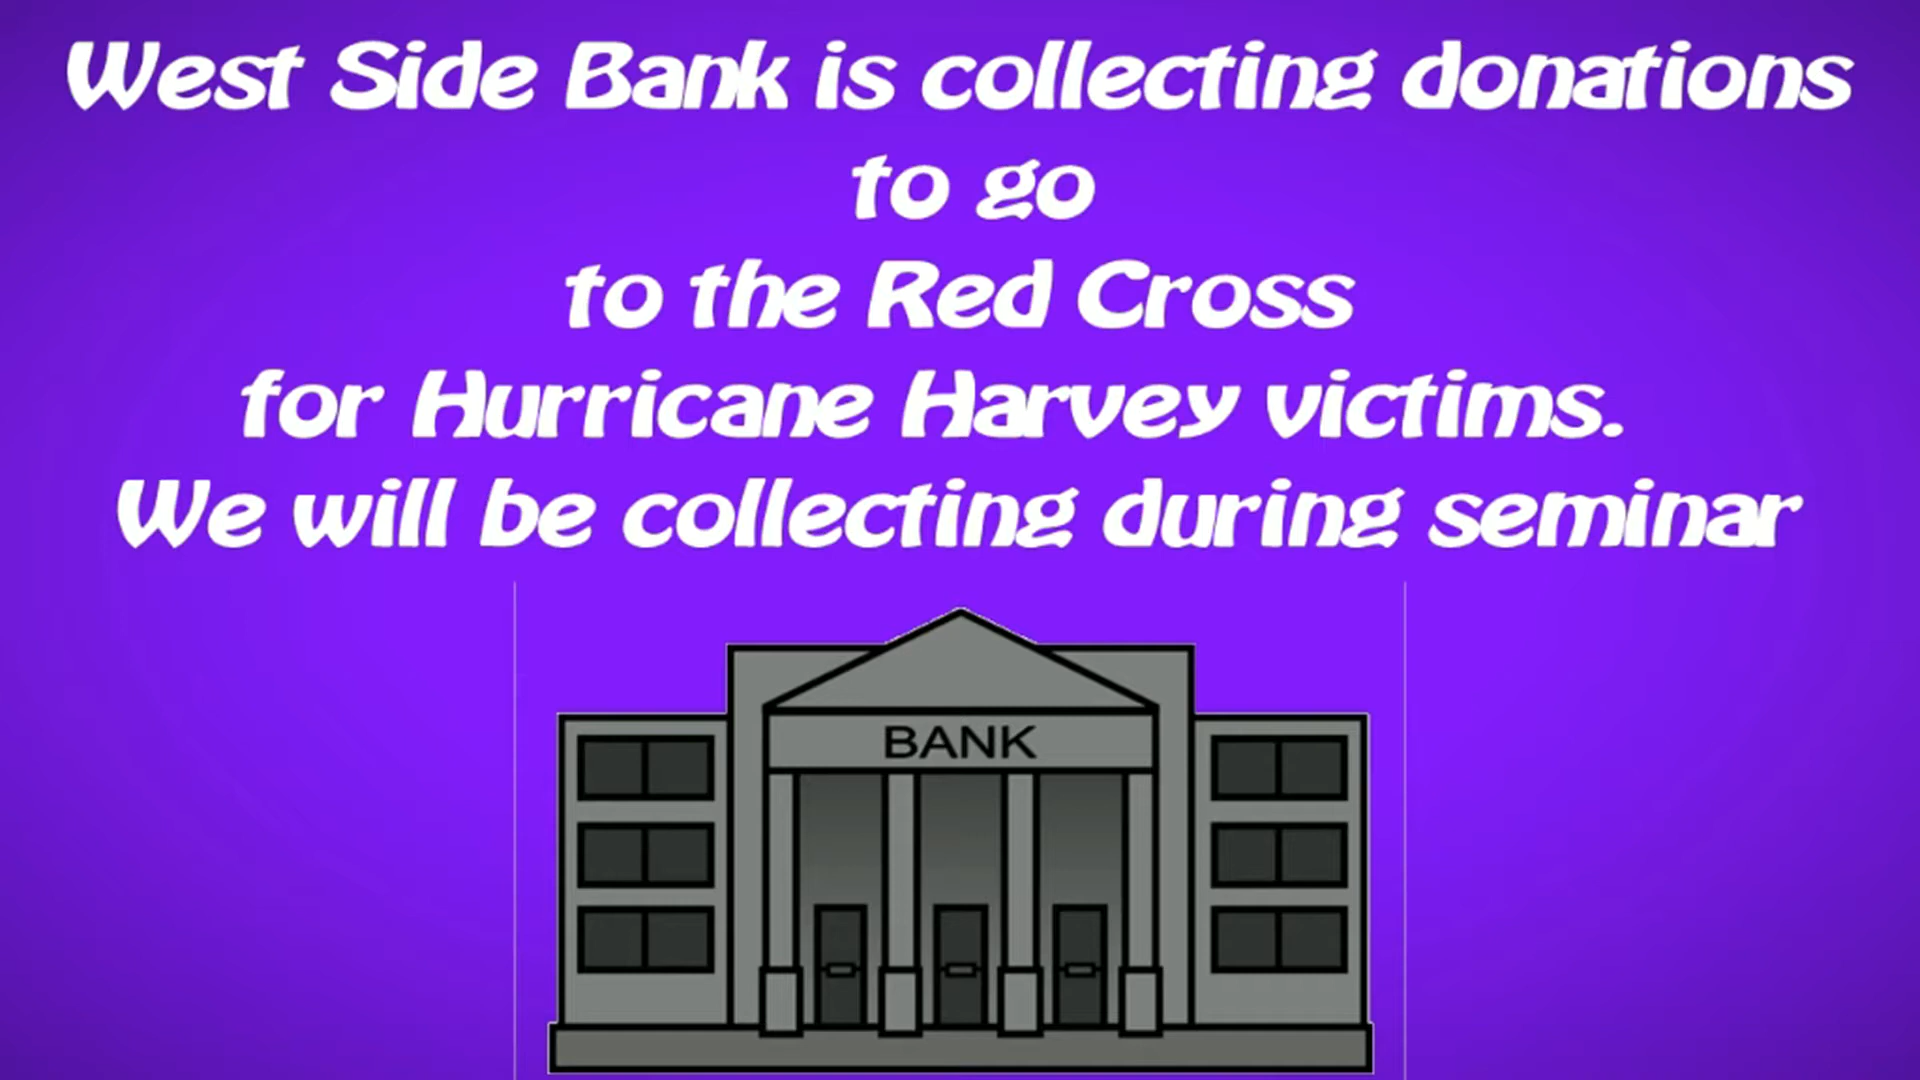 West Side Bank is collecting donations
to go
to the Red Cross
for Hurricane Harvey victims.
We will be collecting during seminar
BANK